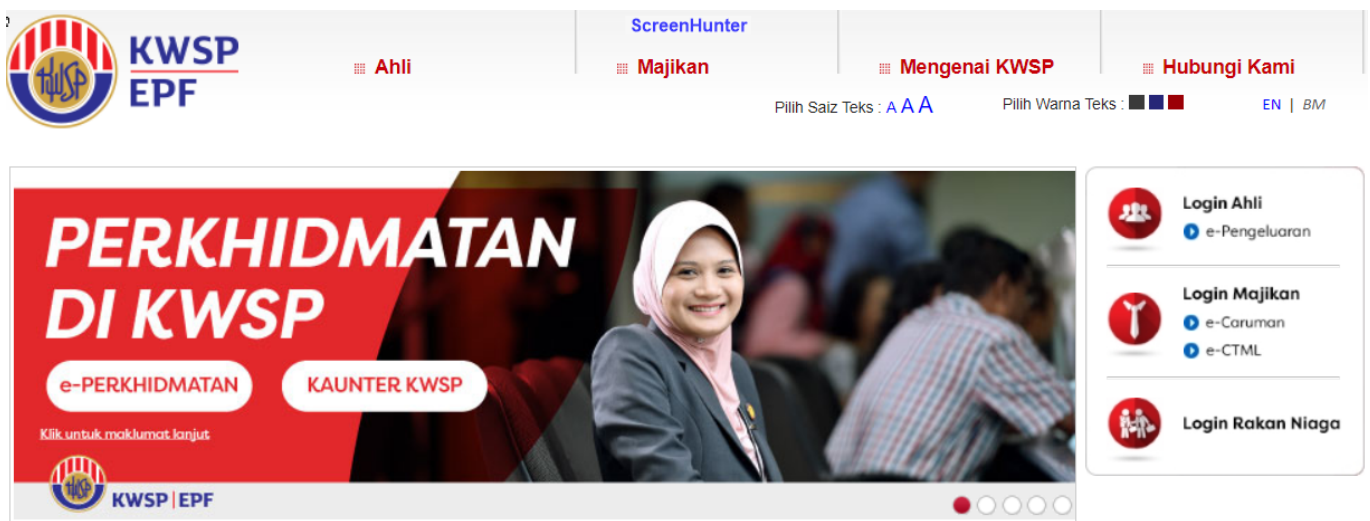 ScreenHunter
KWSP
EPF
KWSP
Ahli
Majikan
Mengenai KWSP
Hubungi Kami
Pilih Saiz Teks : A A A
Pilih Warna Teks :
EN | BM
PERKHIDMATAN
DI KWSP
e-PERKHIDMATAN
KAUNTER KWSP
Klik untuk maklumat lanjut
KWSP
KWSP | EPF
Login Ahli
e-Pengeluaran
Login Majikan
e-Caruman
e-CTML
Login Rakan Niaga